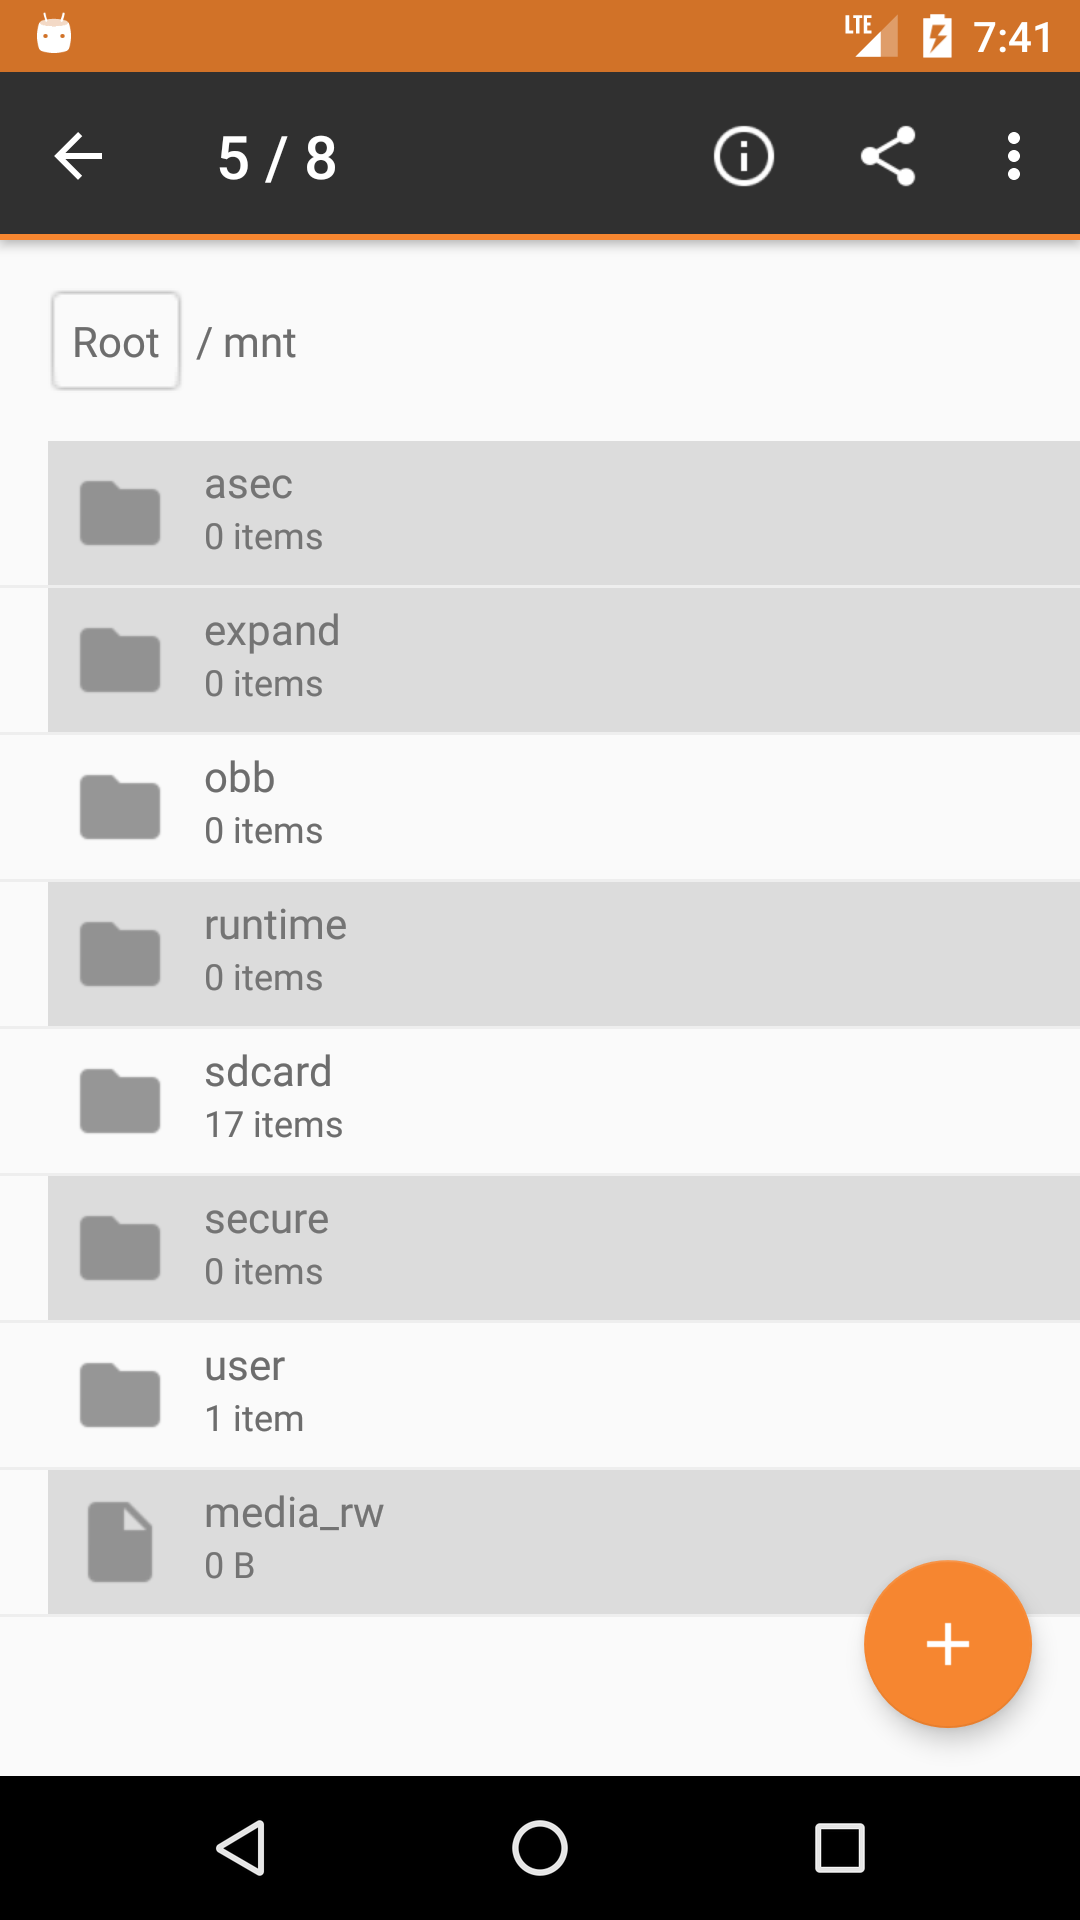 LTE 7:41
5 / 8
Root / mnt
asec
0 items
expand
0 items
obb
0 items
runtime
0 items
sdcard
17 items
secure
0 items
user
1 item
media_rw
0 B